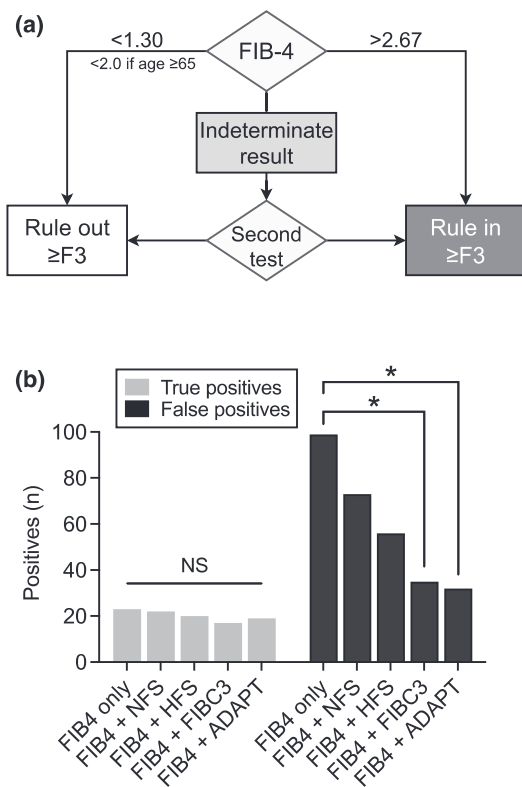 (a)
<1.30
<2.0 if age ≥65
FIB-4
>2.67
Indeterminate
result
Rule out
≥F3
Second
test
Rule in
≥F3
(b)
True positives
False positives
*
*
Positives (n)
100
80
60
40
20
0
NS
FIB4 only
FIB4 + NFS
FIB4 + HFS
FIB4 + FIBC3
FIB4 + ADAPT
FIB4 only
FIB4 + NFS
FIB4 + HFS
FIB4 + FIBC3
FIB4 + ADAPT